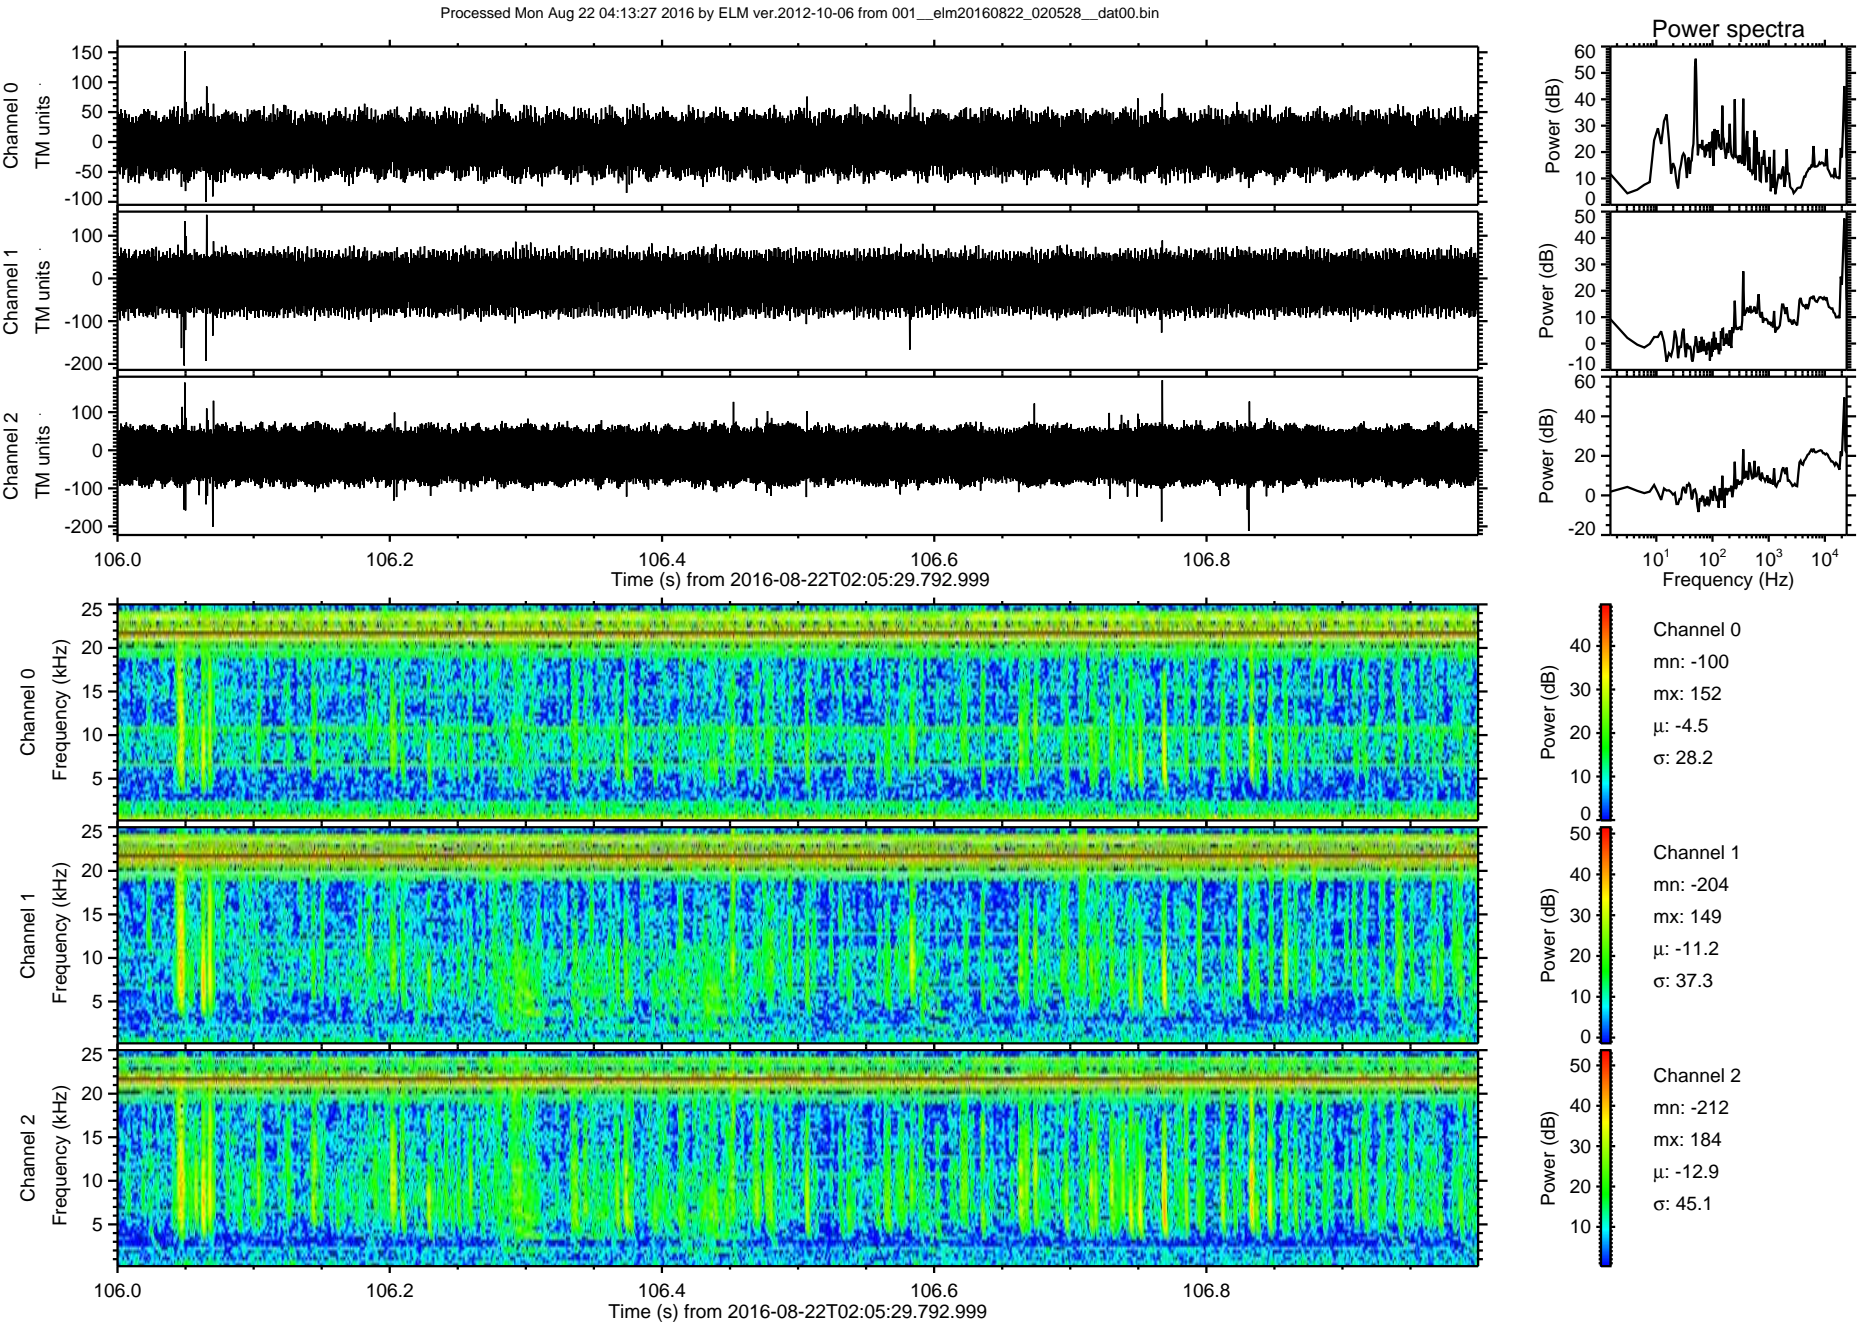 Processed Mon Aug 22 04:13:27 2016 by ELM ver.2012-10-06 from 001__elm20160822_020528__dat00.bin
Power spectra
Channel 0
TM units
150
100
50
0
-50
-100
Power (dB)
60
50
40
30
20
10
0
Channel 1
TM units
100
0
-100
-200
Power (dB)
50
40
30
20
10
0
-10
Channel 2
TM units
100
0
-100
-200
Power (dB)
60
40
20
0
-20
106.0 106.2 106.4 106.6 106.8
Time (s) from 2016-08-22T02:05:29.792.999
10¹ 10² 10³ 10⁴
Frequency (Hz)
Channel 0
Frequency (kHz)
25
20
15
10
5
Power (dB)
40
30
20
10
0
Channel 0
mn: -100
mx: 152
µ: -4.5
σ: 28.2
Channel 1
Frequency (kHz)
25
20
15
10
5
Power (dB)
50
40
30
20
10
0
Channel 1
mn: -204
mx: 149
µ: -11.2
σ: 37.3
Channel 2
Frequency (kHz)
25
20
15
10
5
Power (dB)
50
40
30
20
10
Channel 2
mn: -212
mx: 184
µ: -12.9
σ: 45.1
106.0 106.2 106.4 106.6 106.8
Time (s) from 2016-08-22T02:05:29.792.999